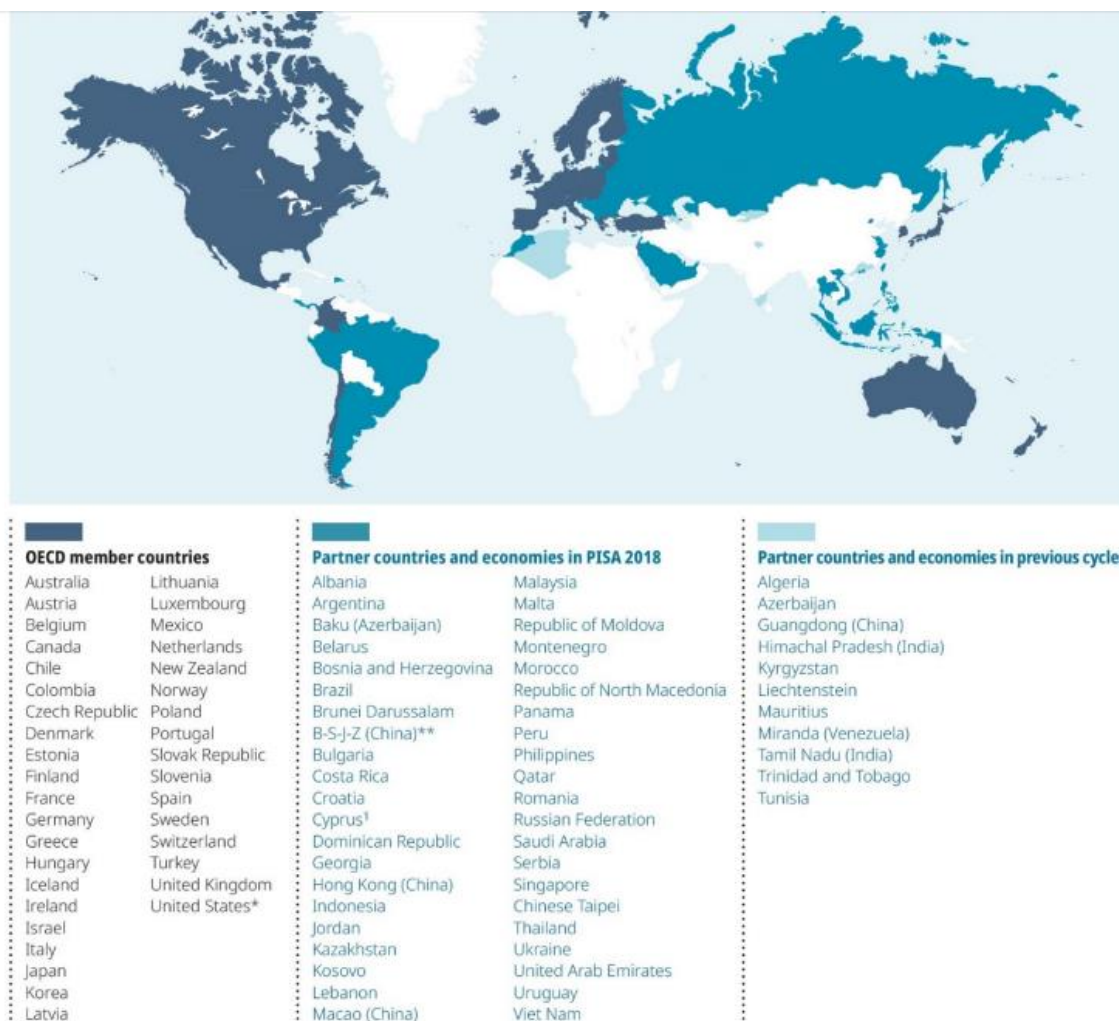 OECD member countries
Australia
Austria
Belgium
Canada
Chile
Colombia
Czech Republic
Denmark
Estonia
Finland
France
Germany
Greece
Hungary
Iceland
Ireland
Israel
Italy
Japan
Korea
Latvia
Lithuania
Luxembourg
Mexico
Netherlands
New Zealand
Norway
Poland
Portugal
Slovak Republic
Slovenia
Spain
Sweden
Switzerland
Turkey
United Kingdom
United States*
Partner countries and economies in PISA 2018
Albania
Argentina
Baku (Azerbaijan)
Belarus
Bosnia and Herzegovina
Brazil
Brunei Darussalam
B-S-J-Z (China)**
Bulgaria
Costa Rica
Croatia
Cyprus¹
Dominican Republic
Georgia
Hong Kong (China)
Indonesia
Jordan
Kazakhstan
Kosovo
Lebanon
Macao (China)
Malaysia
Malta
Republic of Moldova
Montenegro
Morocco
Republic of North Macedonia
Panama
Peru
Philippines
Qatar
Romania
Russian Federation
Saudi Arabia
Serbia
Singapore
Chinese Taipei
Thailand
Ukraine
United Arab Emirates
Uruguay
Viet Nam
Partner countries and economies in previous cycle
Algeria
Azerbaijan
Guangdong (China)
Himachal Pradesh (India)
Kyrgyzstan
Liechtenstein
Mauritius
Miranda (Venezuela)
Tamil Nadu (India)
Trinidad and Tobago
Tunisia